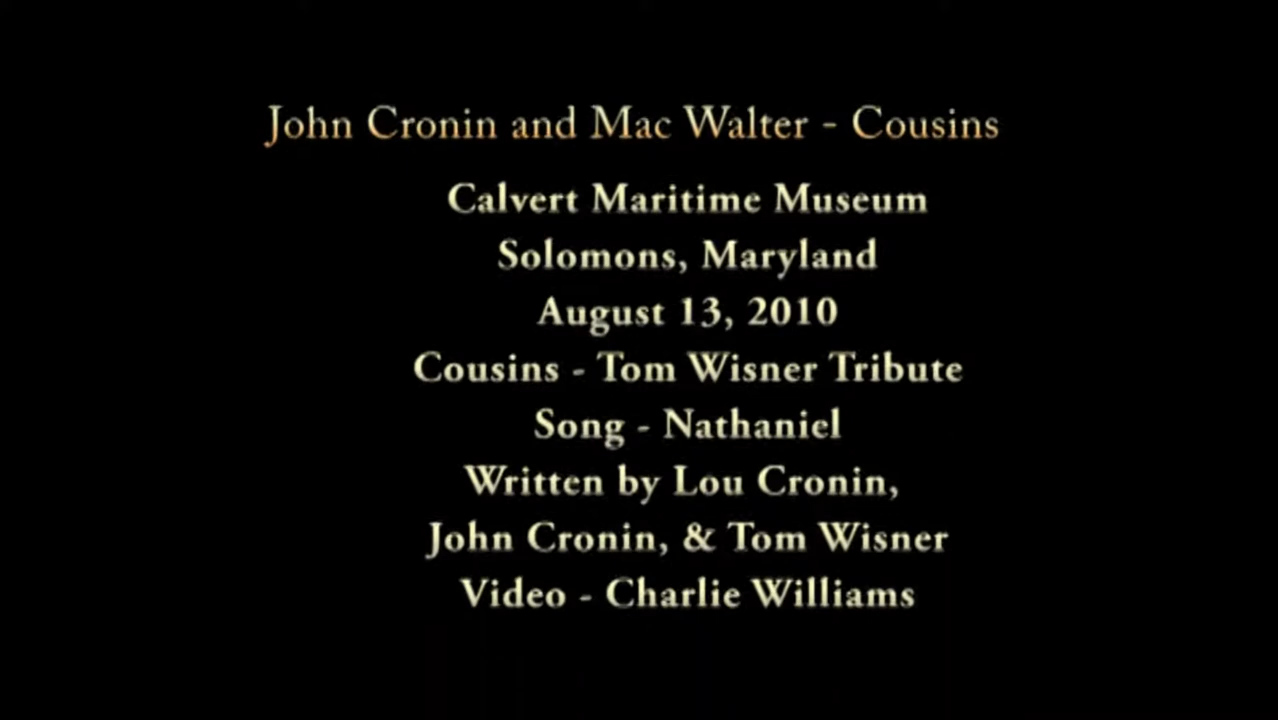 John Cronin and Mac Walter - Cousins
Calvert Maritime Museum
Solomons, Maryland
August 13, 2010
Cousins - Tom Wisner Tribute
Song - Nathaniel
Written by Lou Cronin,
John Cronin, & Tom Wisner
Video - Charlie Williams